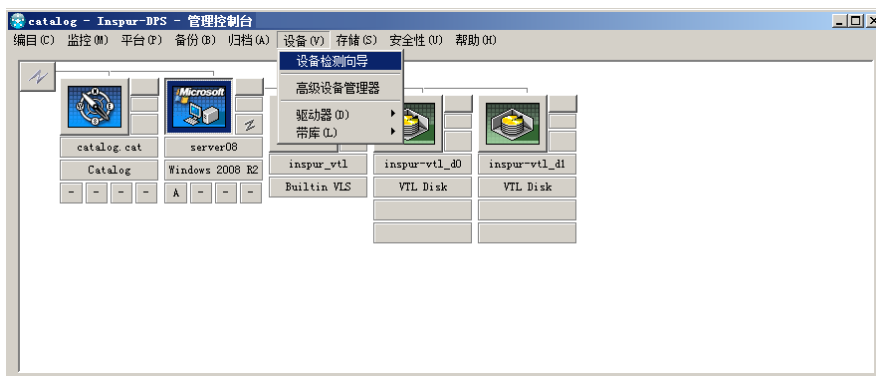 catalog - Inspur-DPS - 管理控制台
编目(C) 监控(M) 平台(P) 备份(B) 归档(A) 设备(V) 存储(S) 安全性(U) 帮助(H)
设备检测向导
高级设备管理器
驱动器(D)
带库(L)
Microsoft
catalog.cat server08 inspur_vtl inspur-vtl_d0 inspur-vtl_d1
Catalog Windows 2008 R2 Builtin VLS VTL Disk VTL Disk
- - - - A - - -